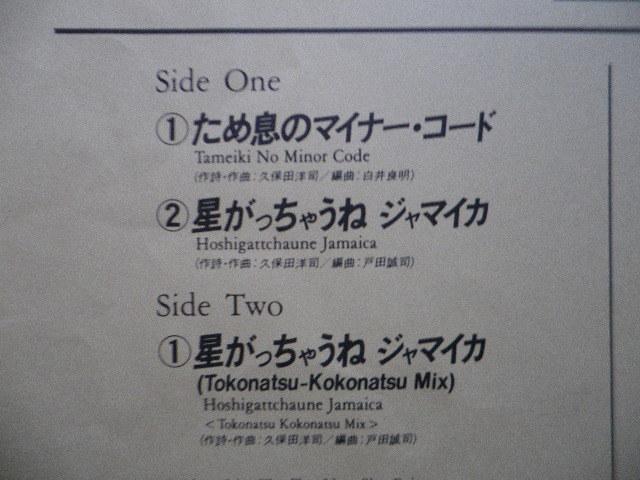 Side One
①ため息のマイナー・コード
Tameiki No Minor Code
(作詩・作曲：久保田洋司／編曲：白井良明)
②星がっちゃうね ジャマイカ
Hoshigattchaune Jamaica
(作詩・作曲：久保田洋司／編曲：戸田誠司)
Side Two
①星がっちゃうね ジャマイカ
(Tokonatsu-Kokonatsu Mix)
Hoshigattchaune Jamaica
＜Tokonatsu Kokonatsu Mix＞
(作詩・作曲：久保田洋司／編曲：戸田誠司)